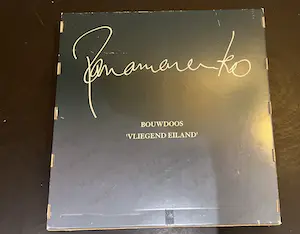 Panamarenko
BOUWDOOS
'VLIEGEND EILAND'